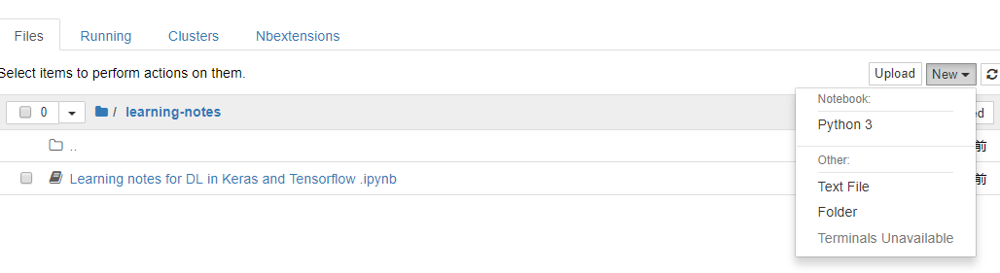 Files Running Clusters Nbextensions
Select items to perform actions on them.
Upload New
0 / learning-notes
Notebook:
Python 3
Other:
Text File
Folder
Terminals Unavailable
ed
..
前
Learning notes for DL in Keras and Tensorflow .ipynb
前